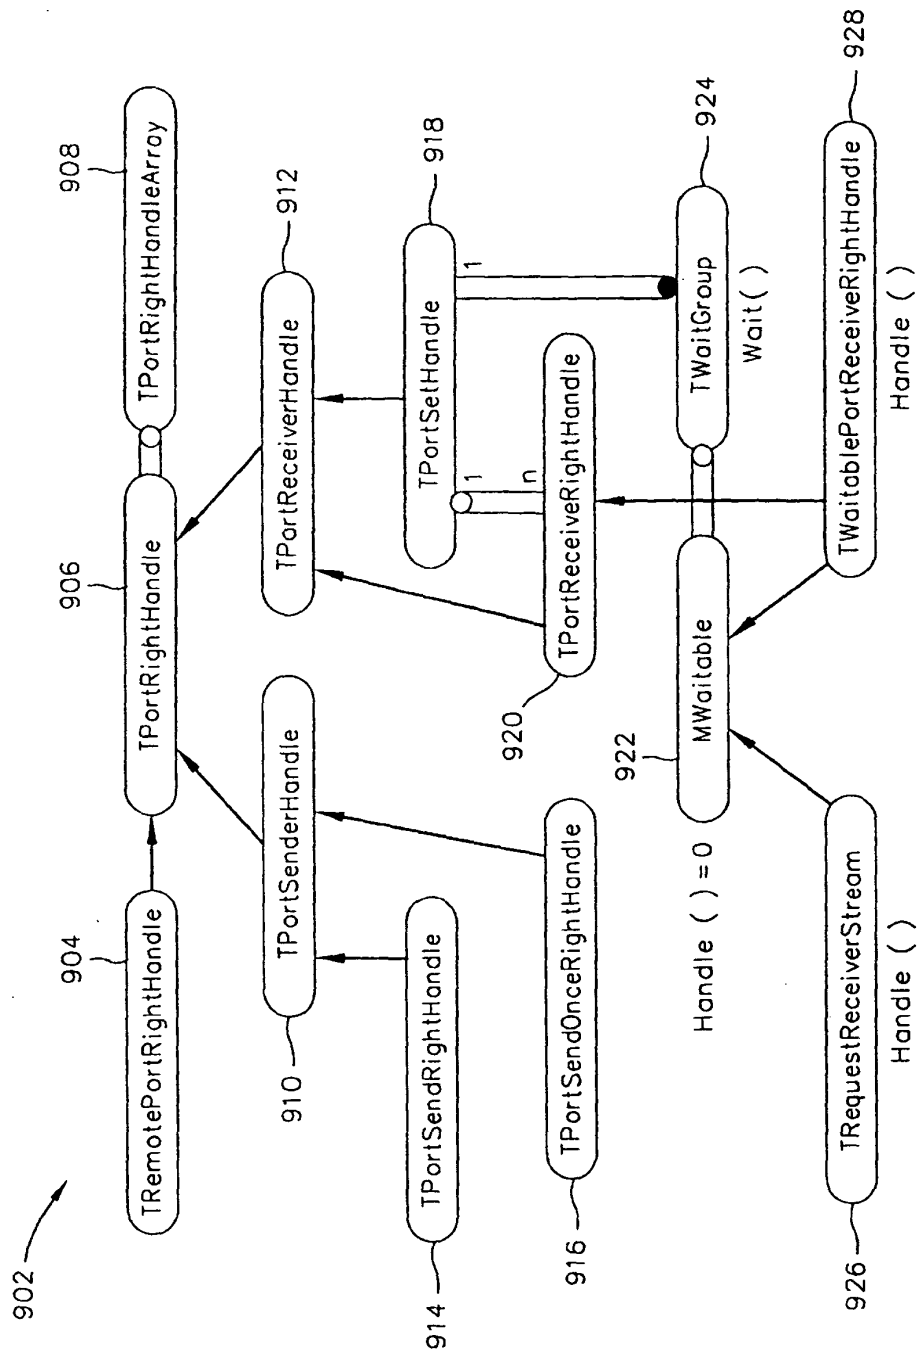 902
904
906
908
TRemotePortRightHandle
TPortRightHandle
TPortRightHandleArray
910
912
TPortSenderHandle
TPortReceiverHandle
914
918
TPortSendRightHandle
TPortSetHandle
1
1
n
916
920
TPortSendOnceRightHandle
TPortReceiveRightHandle
922
924
Handle ( ) = 0
MWaitable
TWaitGroup
Wait( )
926
928
TRequestReceiverStream
TWaitablePortReceiveRightHandle
Handle ( )
Handle ( )